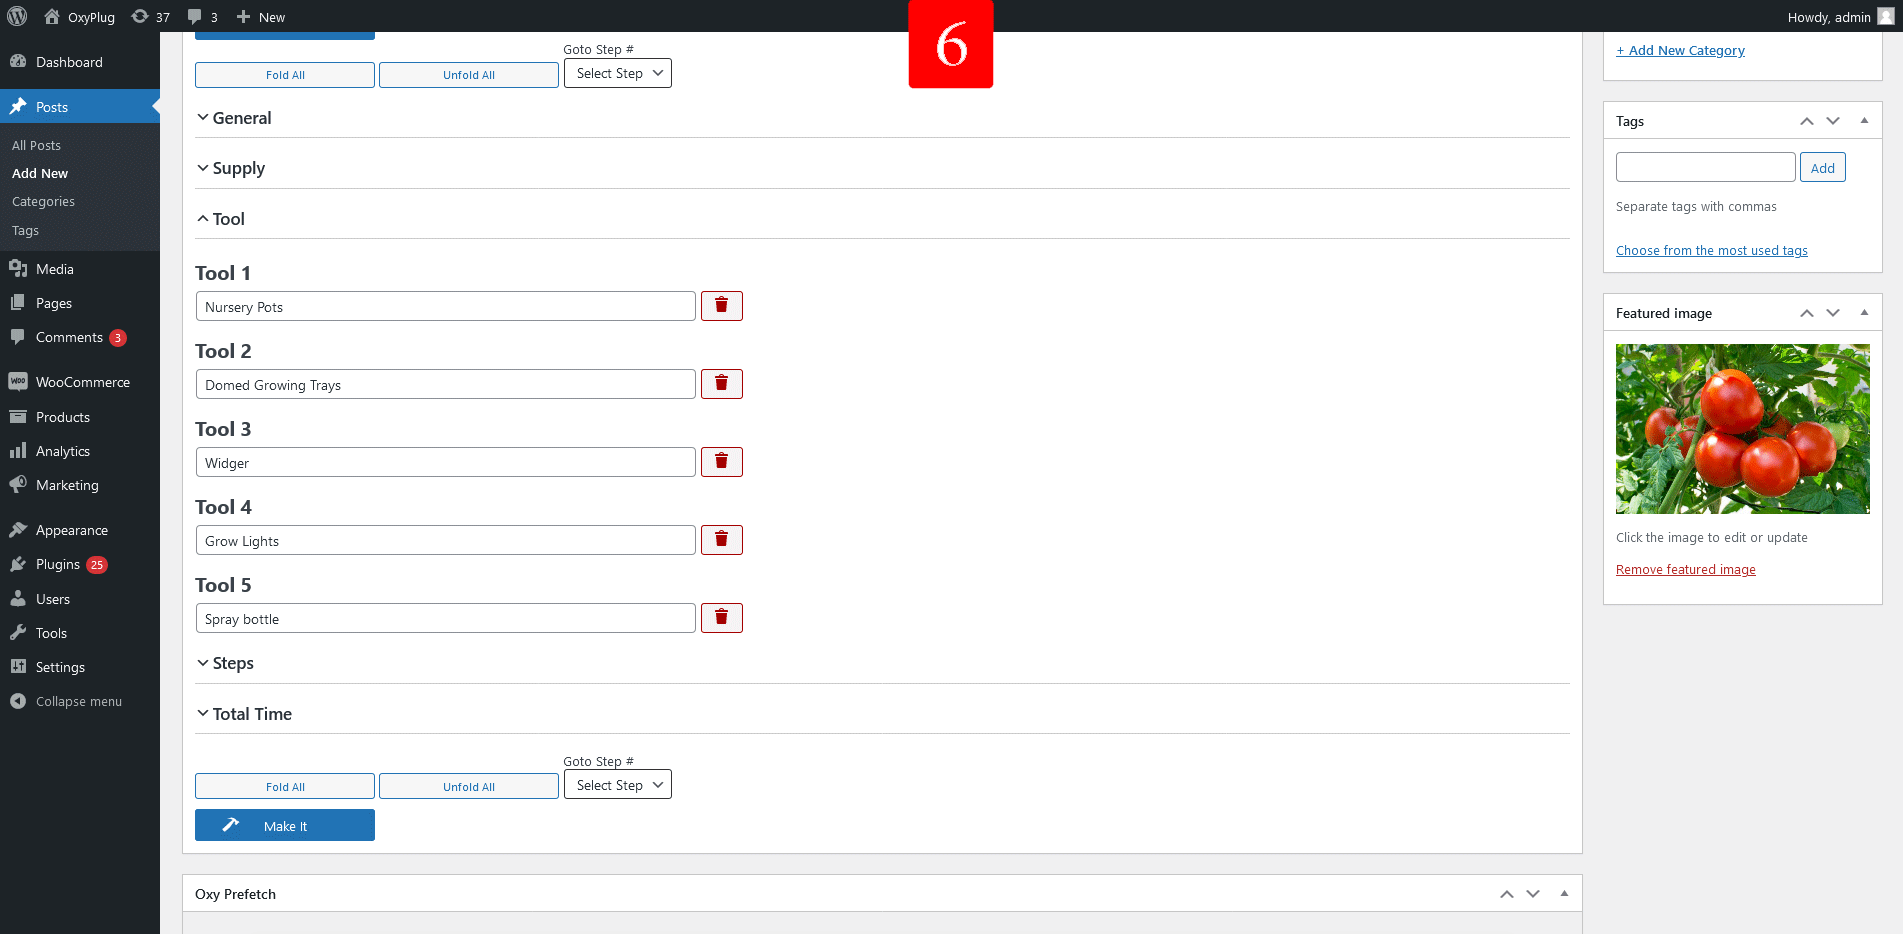 OxyPlug
37
3
New
Howdy, admin
6
Dashboard
Posts
All Posts
Add New
Categories
Tags
Media
Pages
Comments 3
WooCommerce
Products
Analytics
Marketing
Appearance
Plugins 25
Users
Tools
Settings
Collapse menu
Goto Step #
Fold All
Unfold All
Select Step
General
Supply
Tool
Tool 1
Nursery Pots
Tool 2
Domed Growing Trays
Tool 3
Widger
Tool 4
Grow Lights
Tool 5
Spray bottle
Steps
Total Time
Goto Step #
Fold All
Unfold All
Select Step
Make It
Oxy Prefetch
+ Add New Category
Tags
Add
Separate tags with commas
Choose from the most used tags
Featured image
Click the image to edit or update
Remove featured image